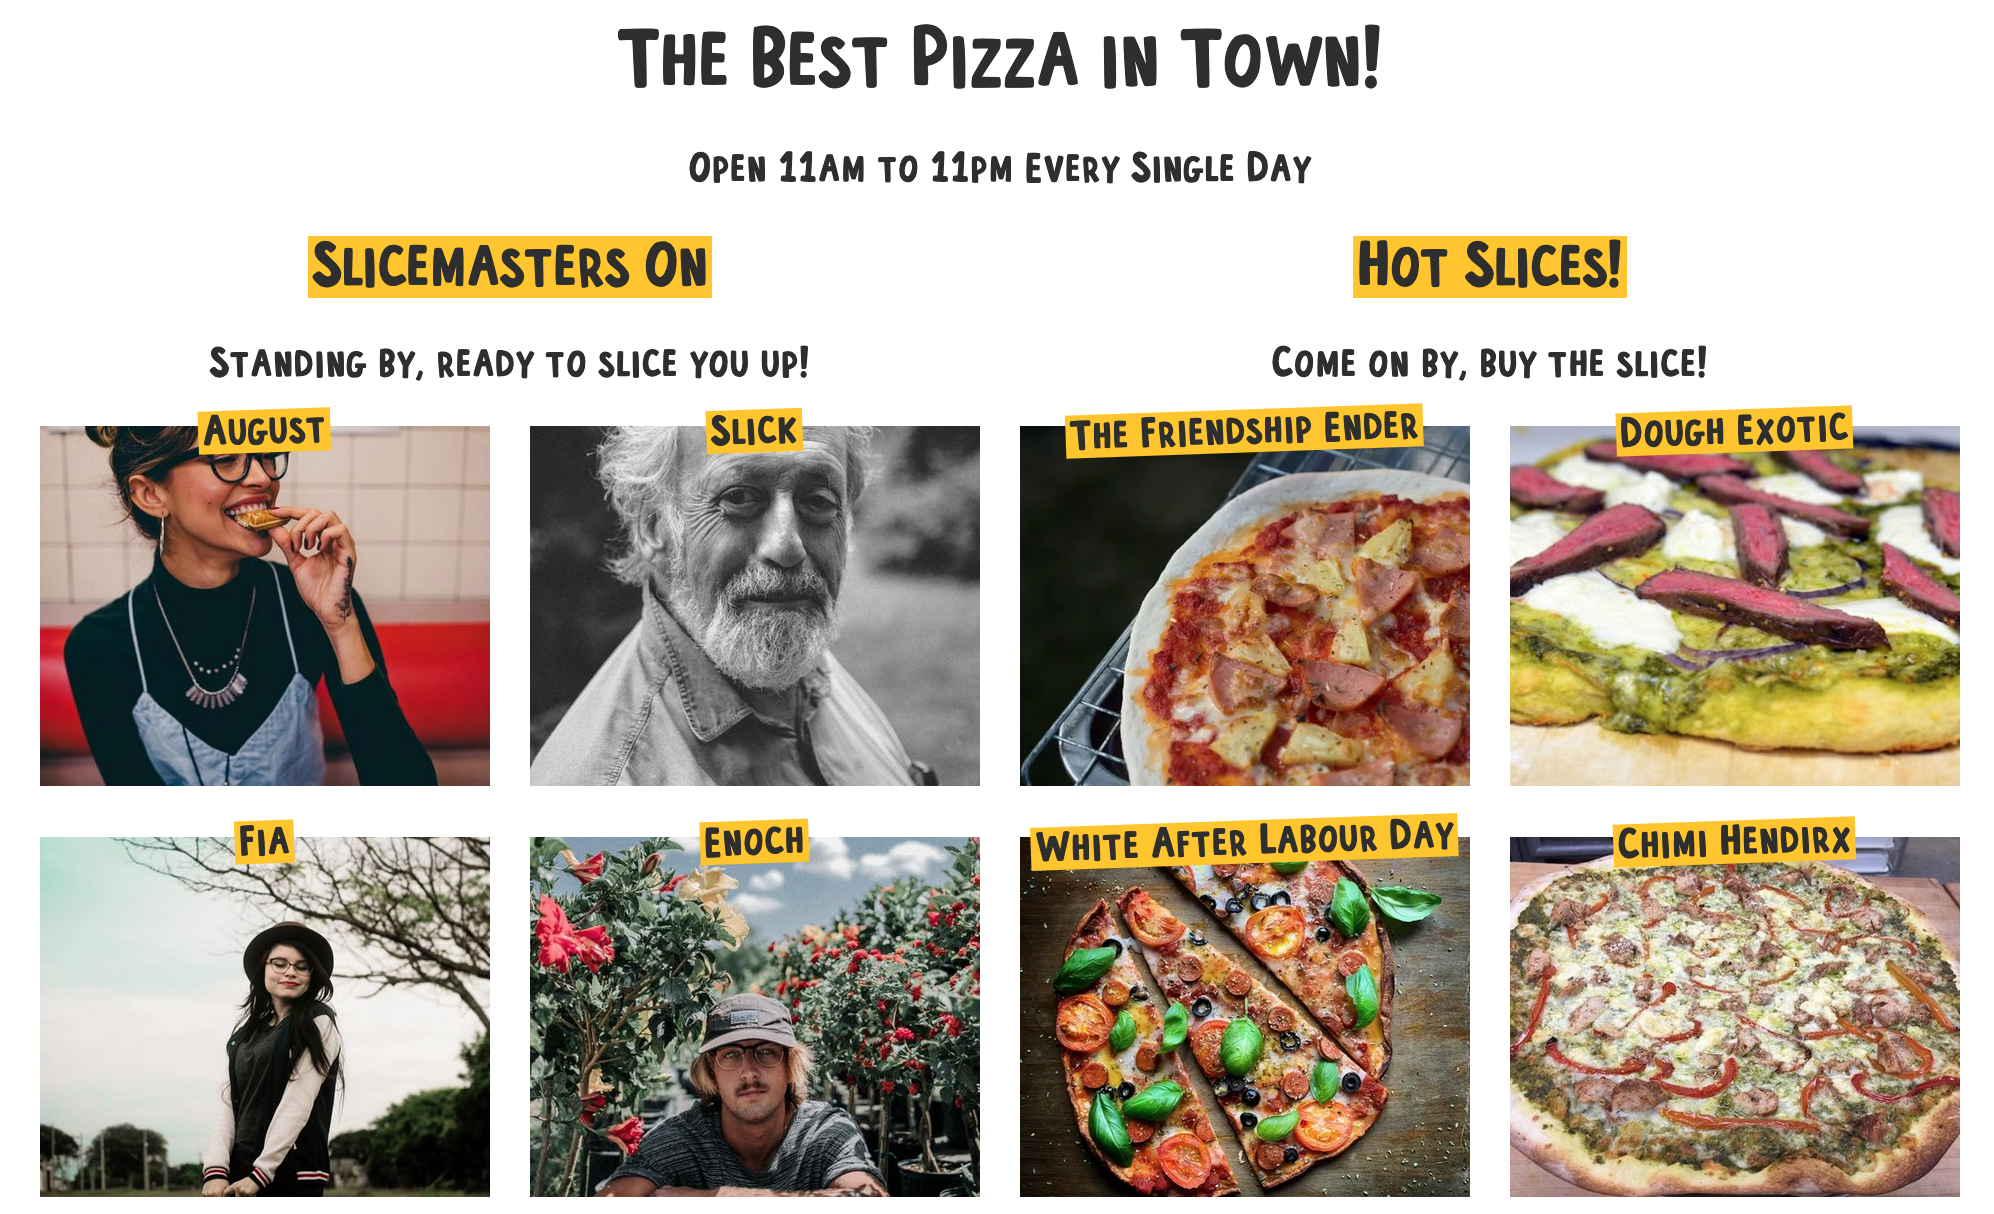 The Best Pizza in Town!
Open 11am to 11pm Every Single Day
Slicemasters On
Standing by, ready to slice you up!
August
Slick
Fia
Enoch
Hot Slices!
Come on by, buy the slice!
The Friendship Ender
Dough Exotic
White After Labour Day
Chimi Hendirx